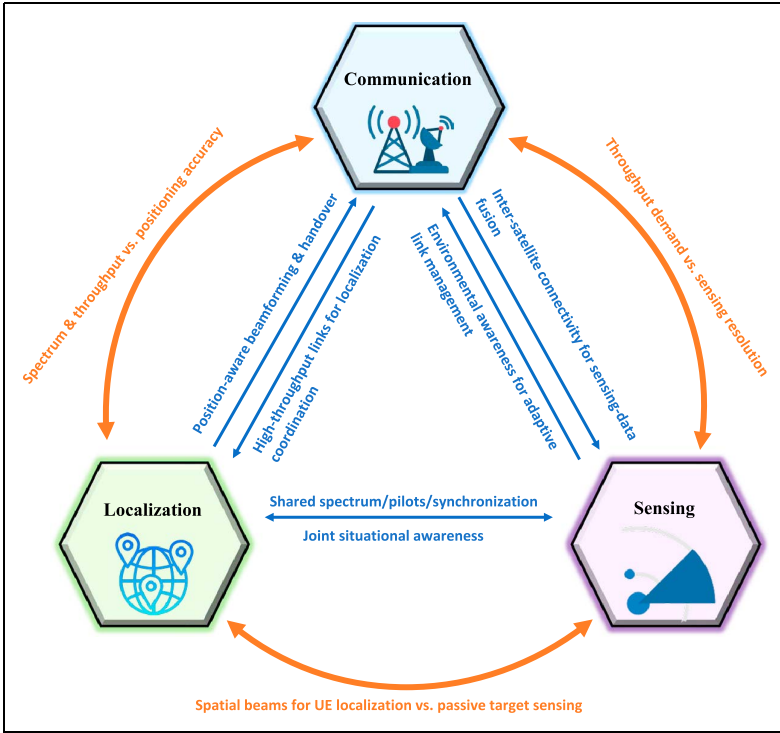 Communication
Spectrum & throughput vs. positioning accuracy
Throughput demand vs. sensing resolution
Position-aware beamforming & handover
High-throughput links for localization
coordination
Environmental awareness for adaptive
link management
Inter-satellite connectivity for sensing-data
fusion
Localization
Shared spectrum/pilots/synchronization
Joint situational awareness
Sensing
Spatial beams for UE localization vs. passive target sensing